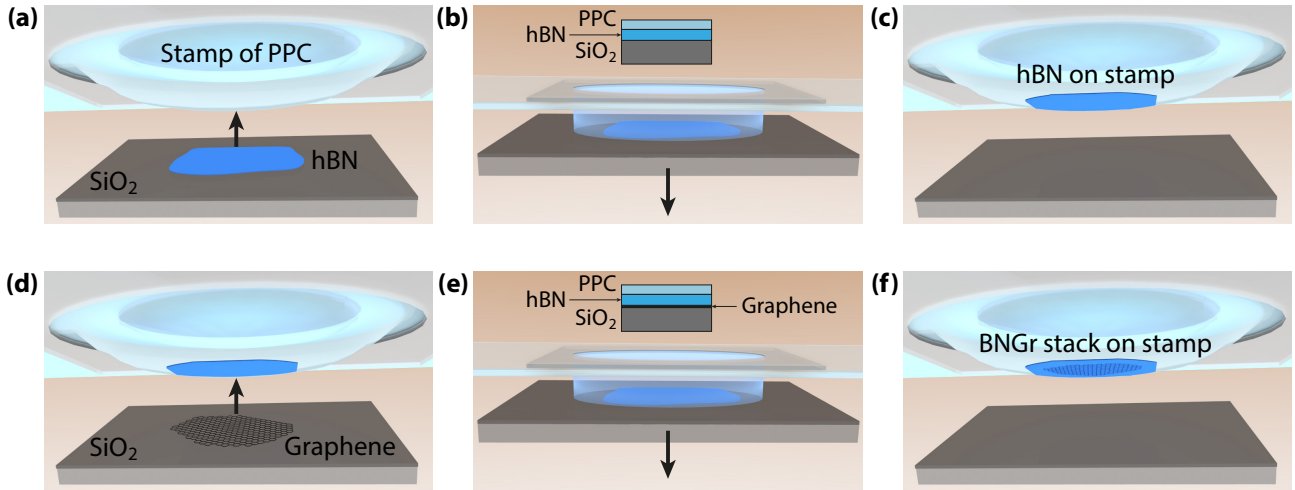 (a)
Stamp of PPC
hBN
SiO₂
(b)
PPC
hBN
SiO₂
(c)
hBN on stamp
(d)
SiO₂
Graphene
(e)
PPC
hBN
Graphene
SiO₂
(f)
BNGr stack on stamp